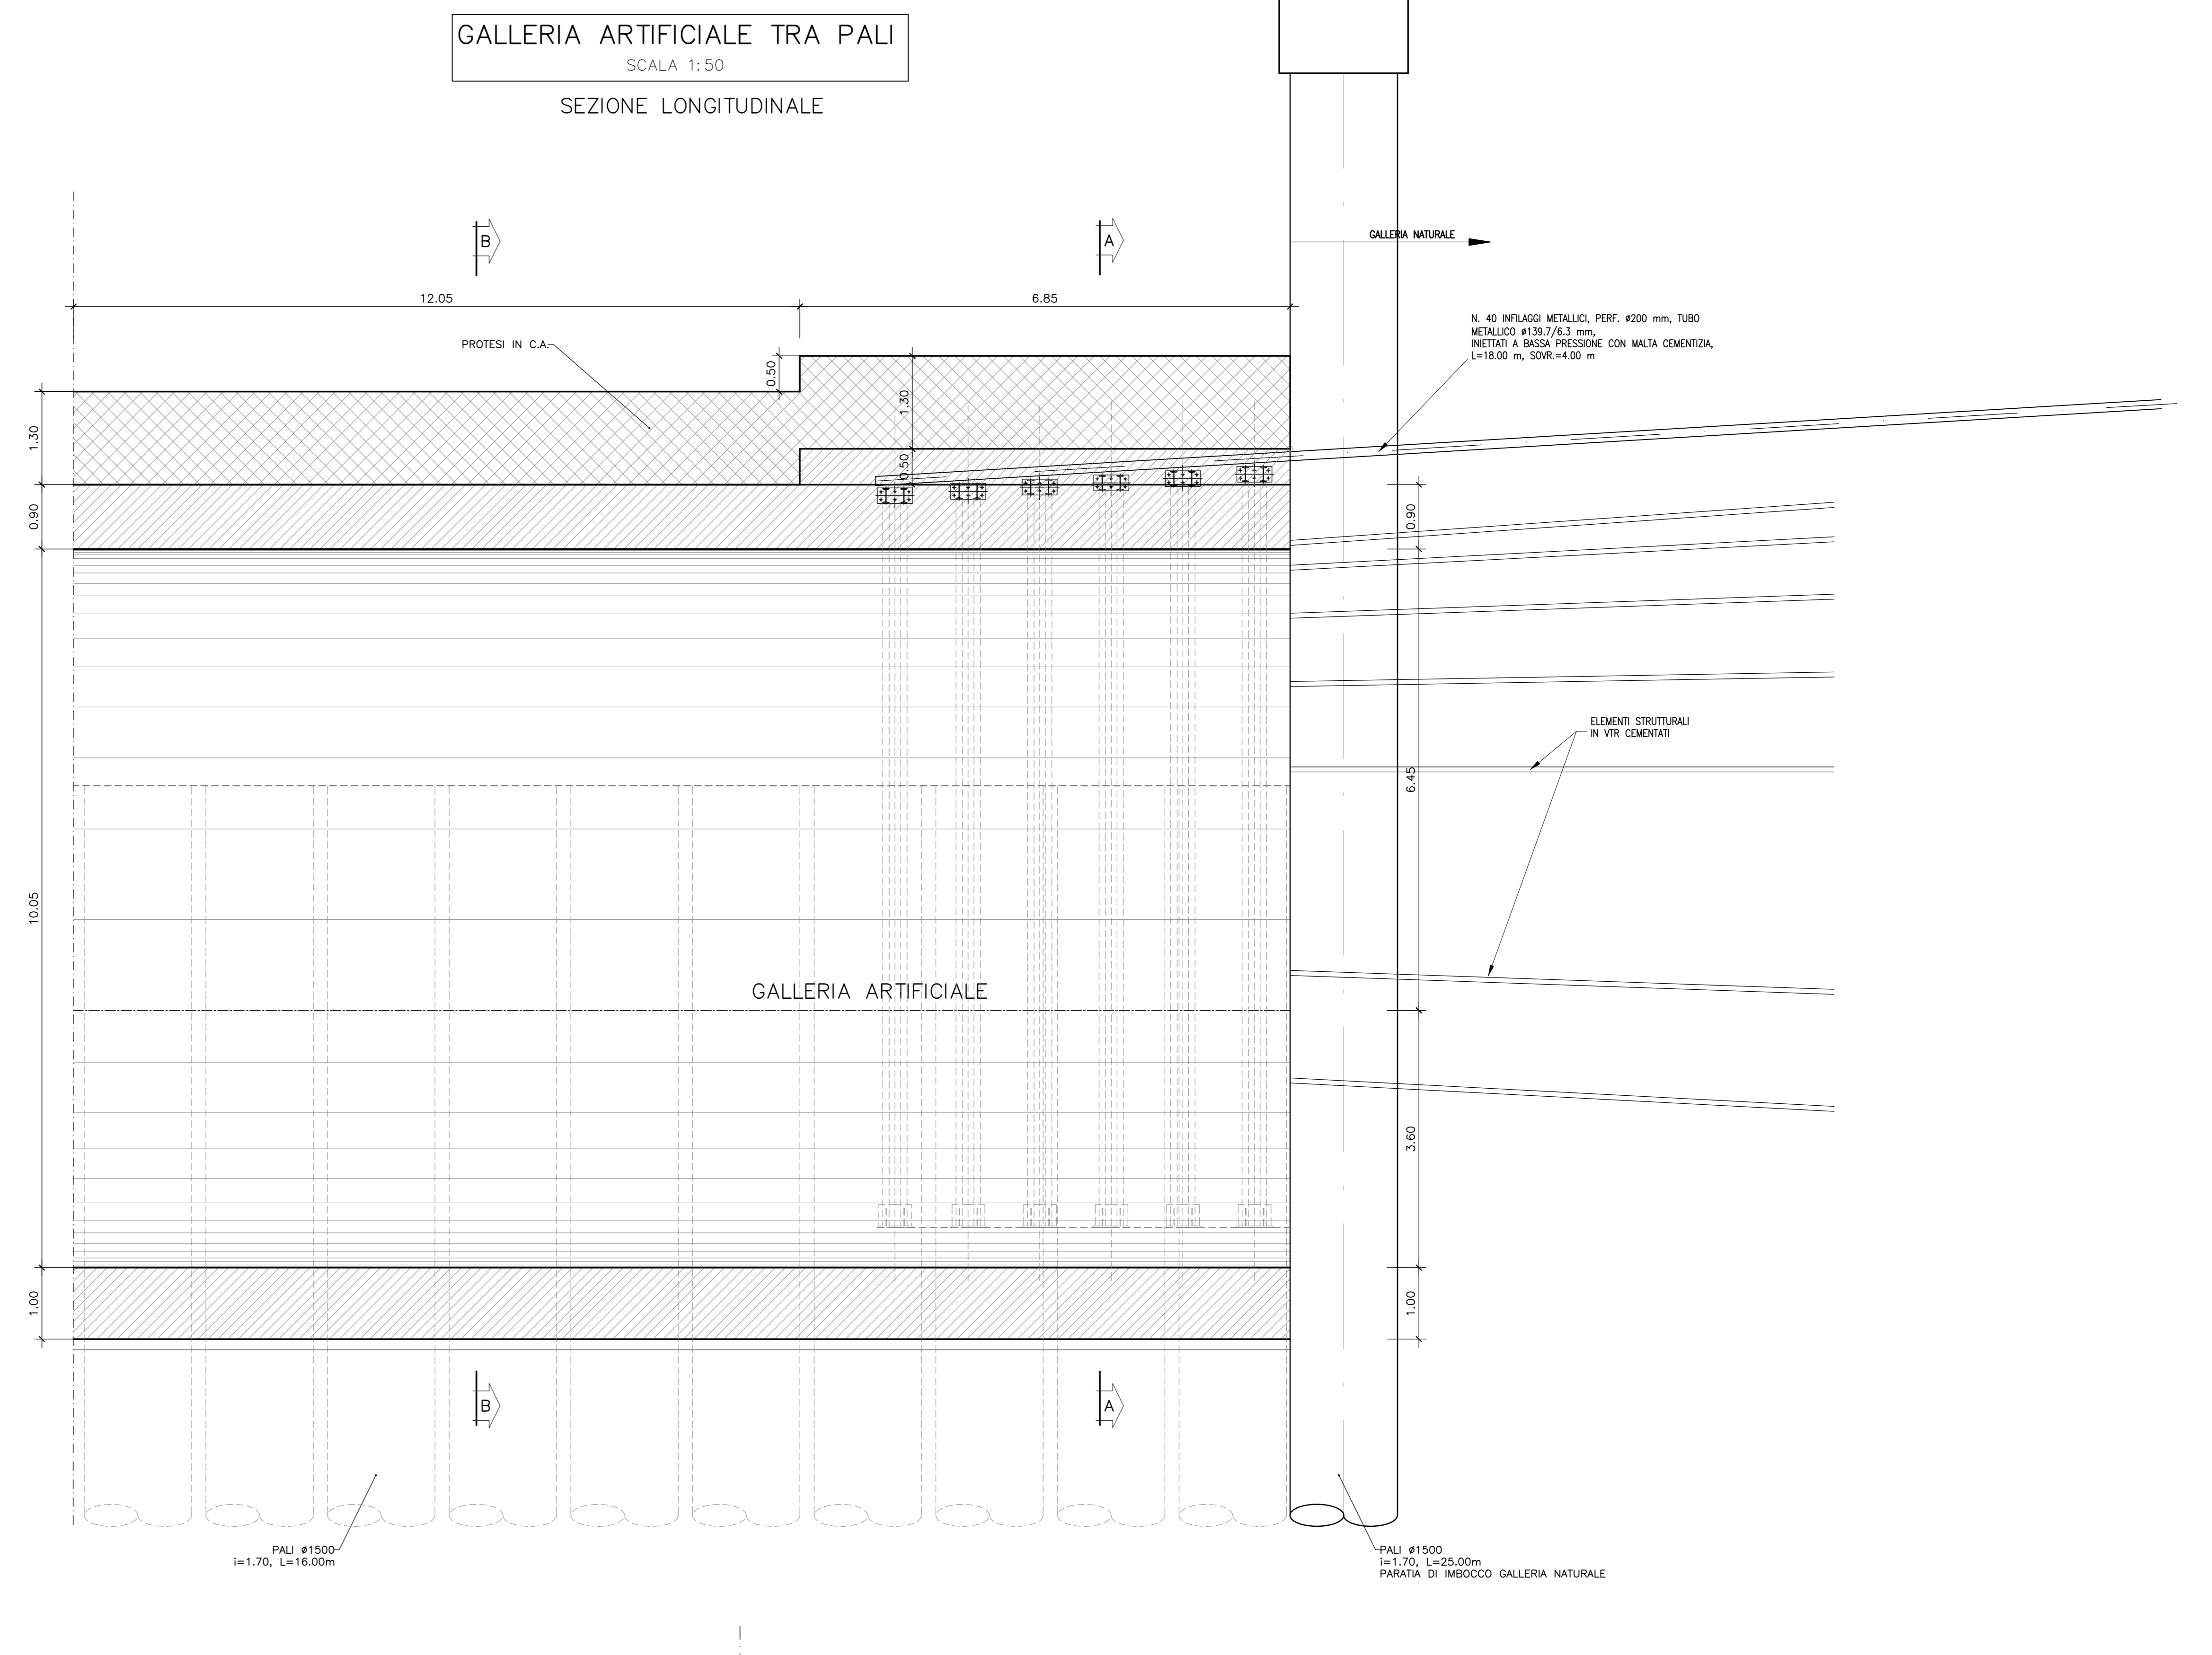 GALLERIA ARTIFICIALE TRA PALI
SCALA 1:50
SEZIONE LONGITUDINALE
B
A
GALLERIA NATURALE
12.05
6.85
N. 40 INFILAGGI METALLICI, PERF. ø200 mm, TUBO
METALLICO ø139.7/6.3 mm,
INIETTATI A BASSA PRESSIONE CON MALTA CEMENTIZIA,
L=18.00 m, SOVR.=4.00 m
PROTESI IN C.A.
0.50
1.30
1.30
0.50
0.90
0.90
ELEMENTI STRUTTURALI
IN VTR CEMENTATI
6.45
10.05
GALLERIA ARTIFICIALE
3.60
1.00
1.00
B
A
PALI ø1500
i=1.70, L=16.00m
PALI ø1500
i=1.70, L=25.00m
PARATIA DI IMBOCCO GALLERIA NATURALE